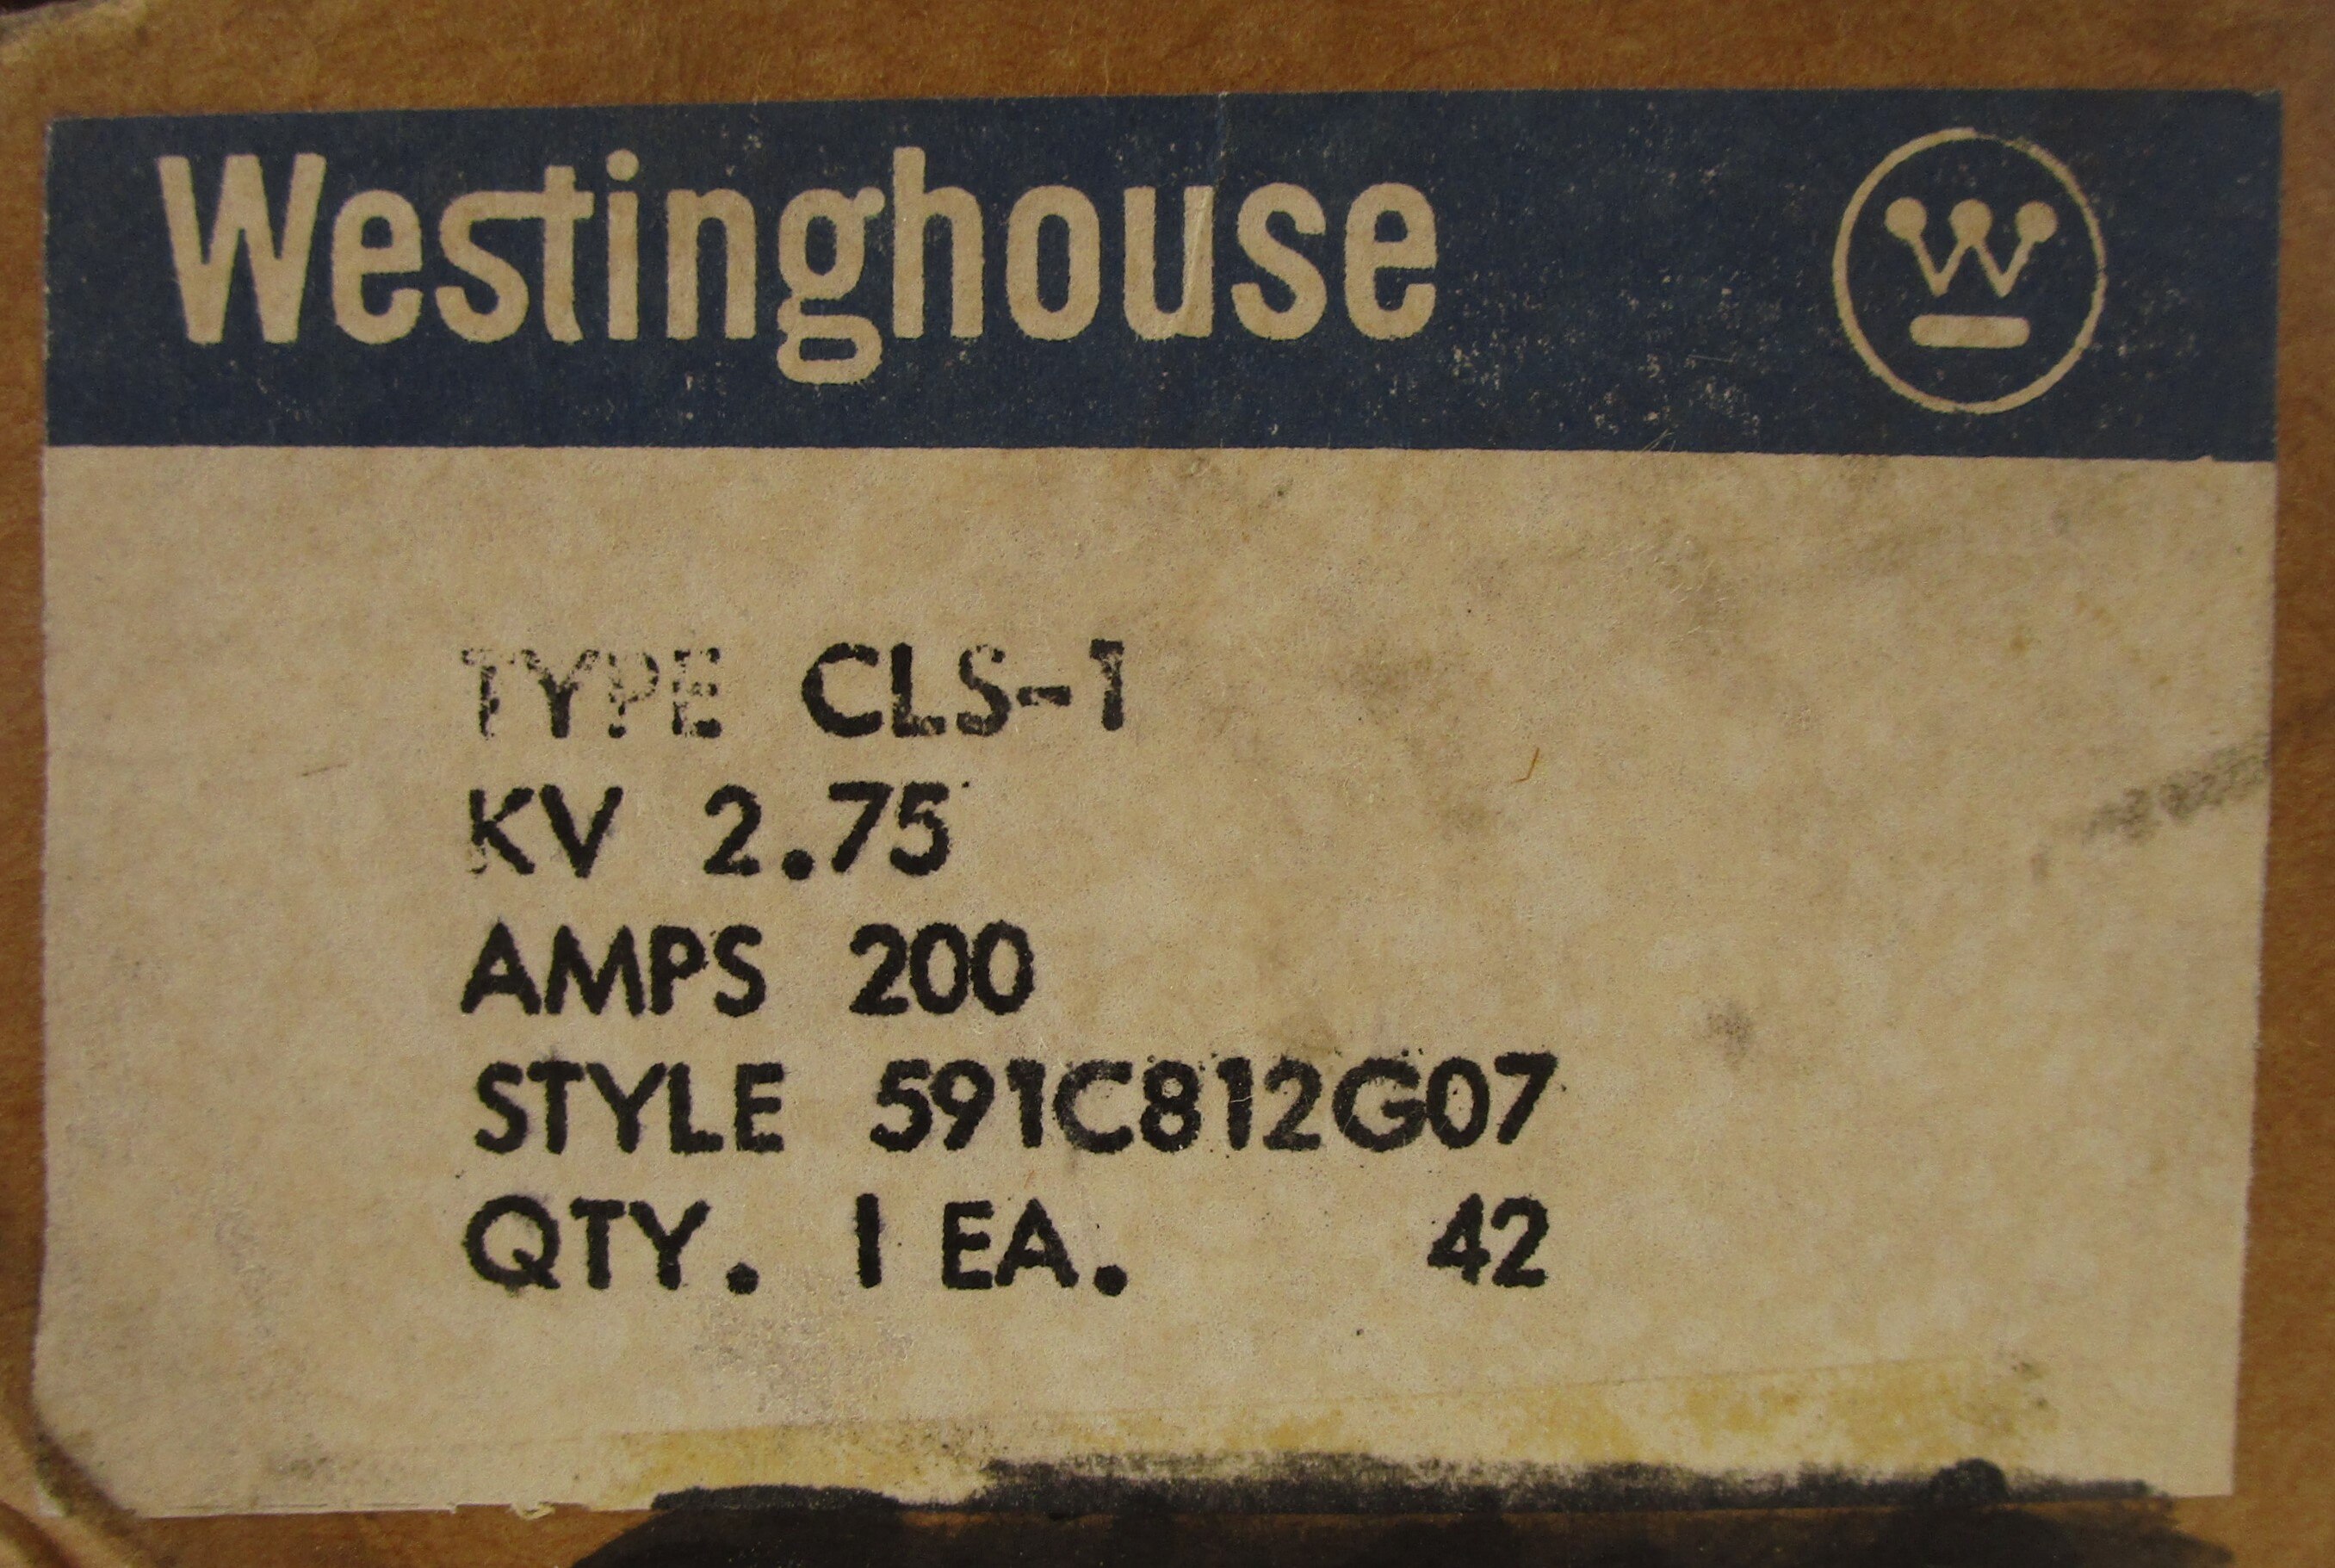 Westinghouse W
TYPE CLS-1
KV 2.75
AMPS 200
STYLE 591C812G07
QTY. 1 EA. 42